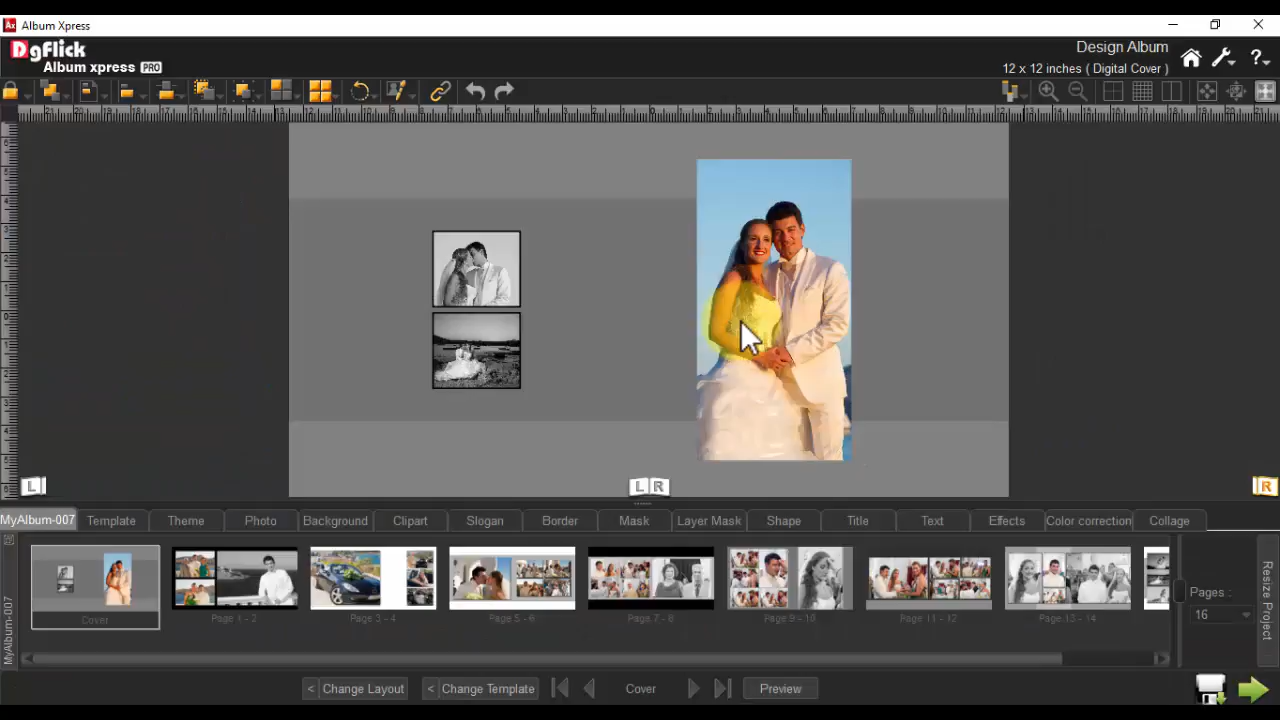 Album Xpress
DgFlick
Album xpress PRO
Design Album
12 x 12 inches ( Digital Cover )
L
L R
R
MyAlbum-007
Template
Theme
Photo
Background
Clipart
Slogan
Border
Mask
Layer Mask
Shape
Title
Text
Effects
Color correction
Collage
MyAlbum-007
Cover
Page 1 - 2
Page 3 - 4
Page 5 - 6
Page 7 - 8
Page 9 - 10
Page 11 - 12
Page 13 - 14
Pages :
16
Resize Project
< Change Layout
< Change Template
Cover
Preview